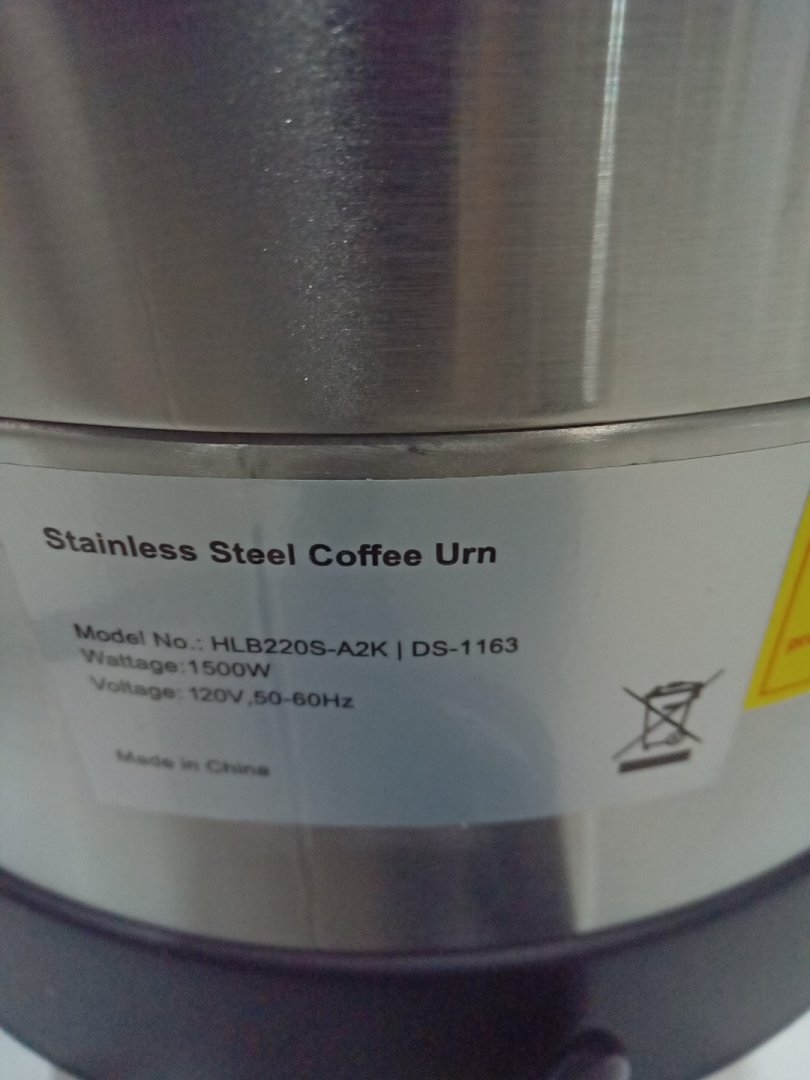 Stainless Steel Coffee Urn
Model No.: HLB220S-A2K | DS-1163
Wattage:1500W
Voltage: 120V,50-60Hz
Made in China